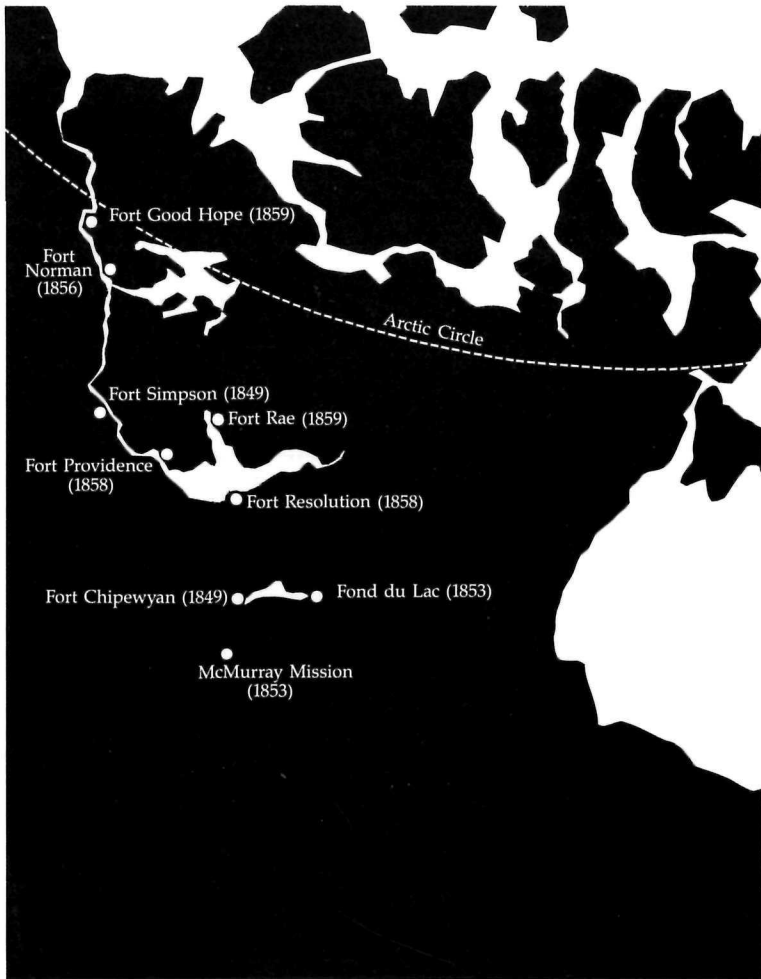 Fort Good Hope (1859)
Fort
Norman
(1856)
Arctic Circle
Fort Simpson (1849)
Fort Rae (1859)
Fort Providence
(1858)
Fort Resolution (1858)
Fort Chipewyan (1849)
Fond du Lac (1853)
McMurray Mission
(1853)